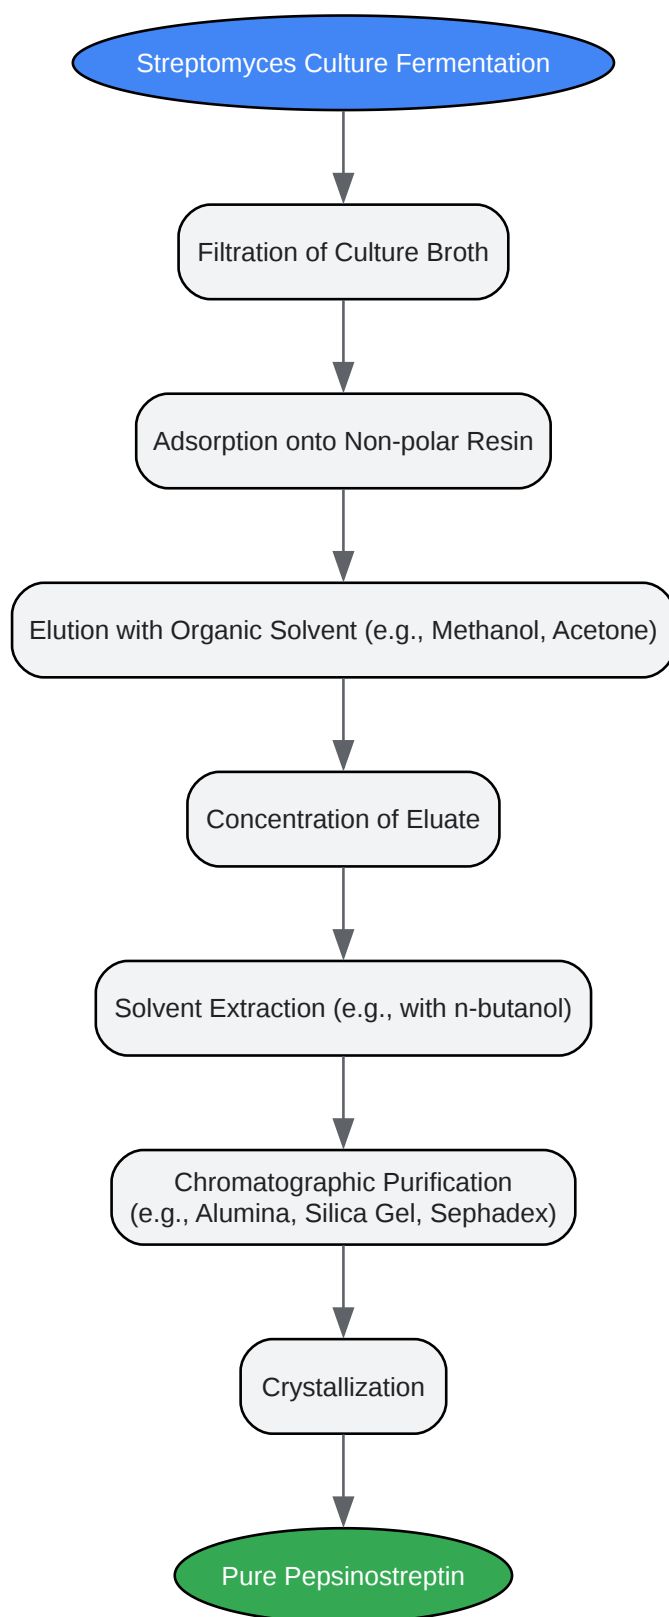 Streptomyces Culture Fermentation
Filtration of Culture Broth
Adsorption onto Non-polar Resin
Elution with Organic Solvent (e.g., Methanol, Acetone)
Concentration of Eluate
Solvent Extraction (e.g., with n-butanol)
Chromatographic Purification
(e.g., Alumina, Silica Gel, Sephadex)
Crystallization
Pure Pepsinostreptin